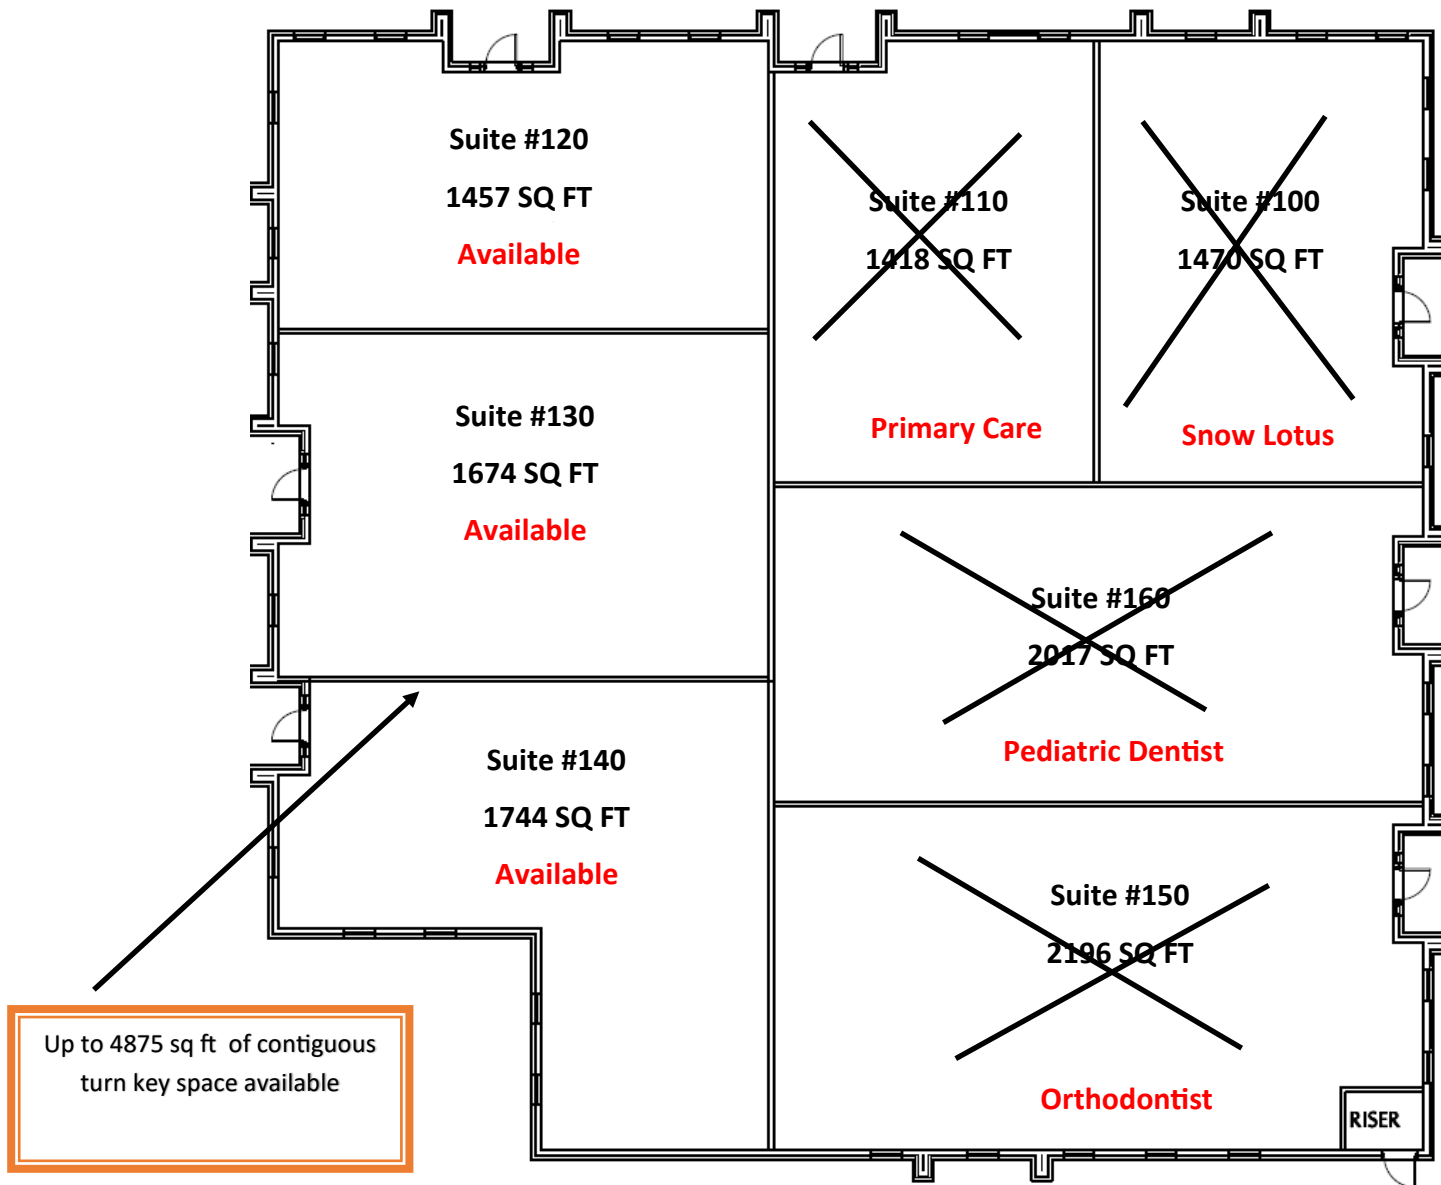 Suite #120
1457 SQ FT
Available
Suite #110
1418 SQ FT
Primary Care
Suite #100
1470 SQ FT
Snow Lotus
Suite #130
1674 SQ FT
Available
Suite #160
2017 SQ FT
Pediatric Dentist
Suite #140
1744 SQ FT
Available
Suite #150
2196 SQ FT
Orthodontist
RISER
Up to 4875 sq ft of contiguous
turn key space available